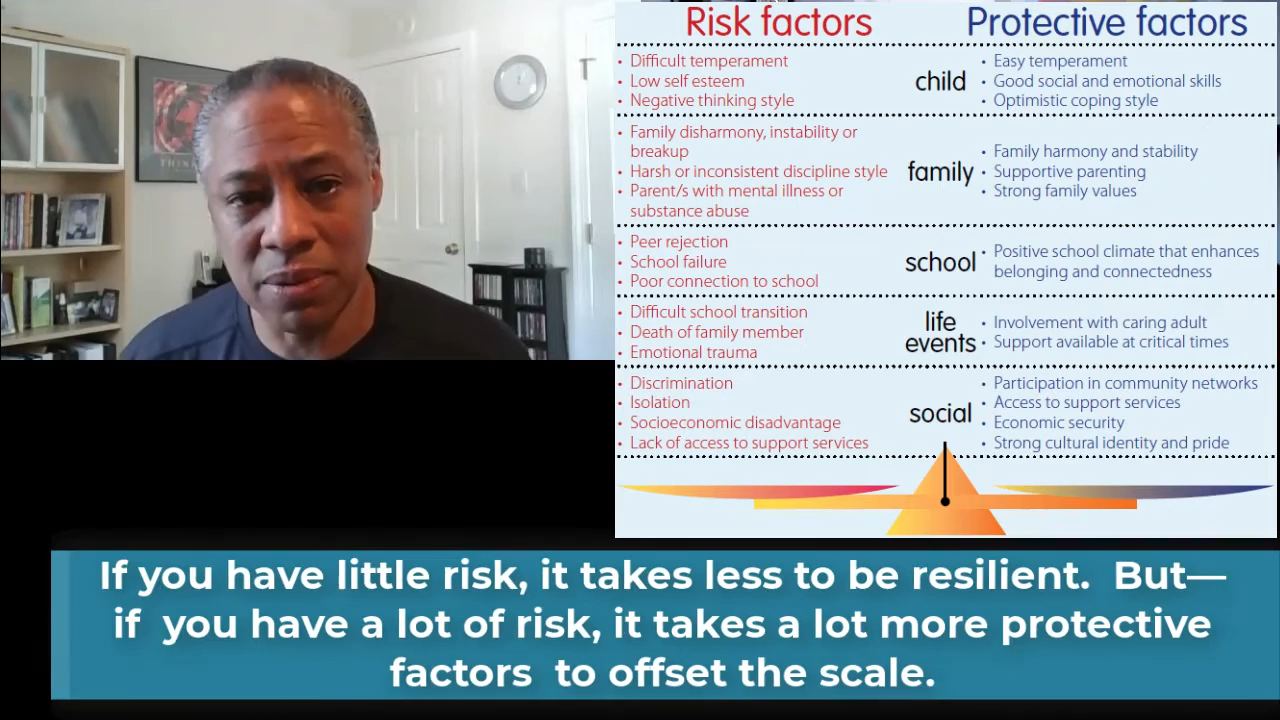 Risk factors
Protective factors
• Difficult temperament
• Low self esteem
• Negative thinking style
child
• Easy temperament
• Good social and emotional skills
• Optimistic coping style
• Family disharmony, instability or
breakup
• Harsh or inconsistent discipline style
• Parent/s with mental illness or
substance abuse
family
• Family harmony and stability
• Supportive parenting
• Strong family values
• Peer rejection
• School failure
• Poor connection to school
school
• Positive school climate that enhances
belonging and connectedness
• Difficult school transition
• Death of family member
• Emotional trauma
life
events
• Involvement with caring adult
• Support available at critical times
• Discrimination
• Isolation
• Socioeconomic disadvantage
• Lack of access to support services
social
• Participation in community networks
• Access to support services
• Economic security
• Strong cultural identity and pride
If you have little risk, it takes less to be resilient. But—
if you have a lot of risk, it takes a lot more protective
factors to offset the scale.